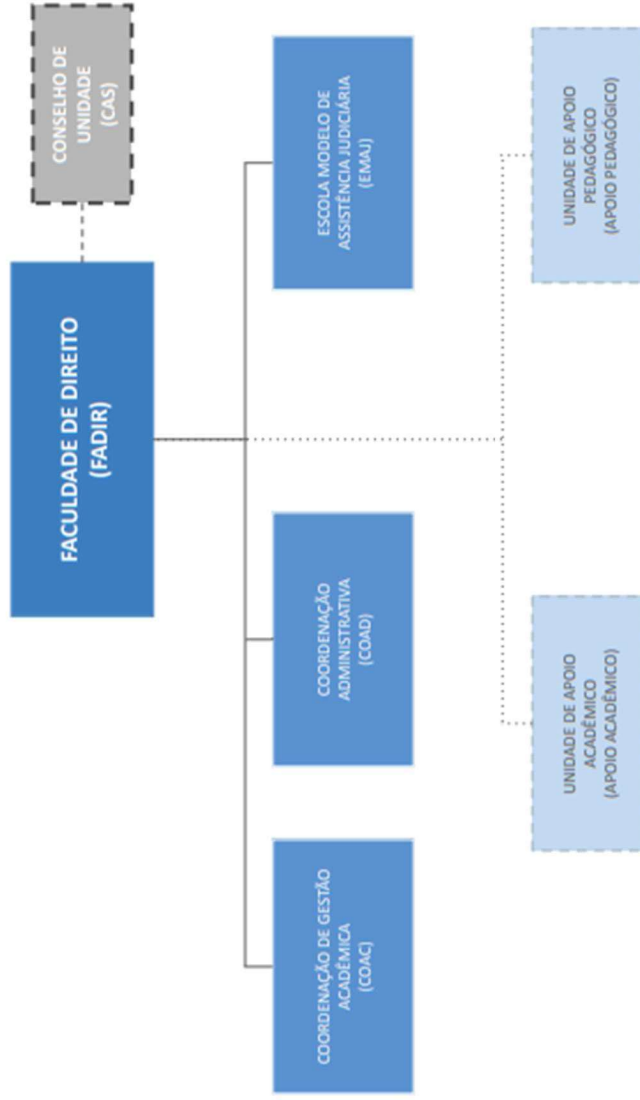 FACULDADE DE DIREITO
(FADIR)
CONSELHO DE
UNIDADE
(CAS)
COORDENAÇÃO DE GESTÃO
ACADÊMICA
(COAC)
COORDENAÇÃO
ADMINISTRATIVA
(COAD)
ESCOLA MODELO DE
ASSISTÊNCIA JUDICIÁRIA
(EMAJ)
UNIDADE DE APOIO
ACADÊMICO
(APOIO ACADÊMICO)
UNIDADE DE APOIO
PEDAGÓGICO
(APOIO PEDAGÓGICO)